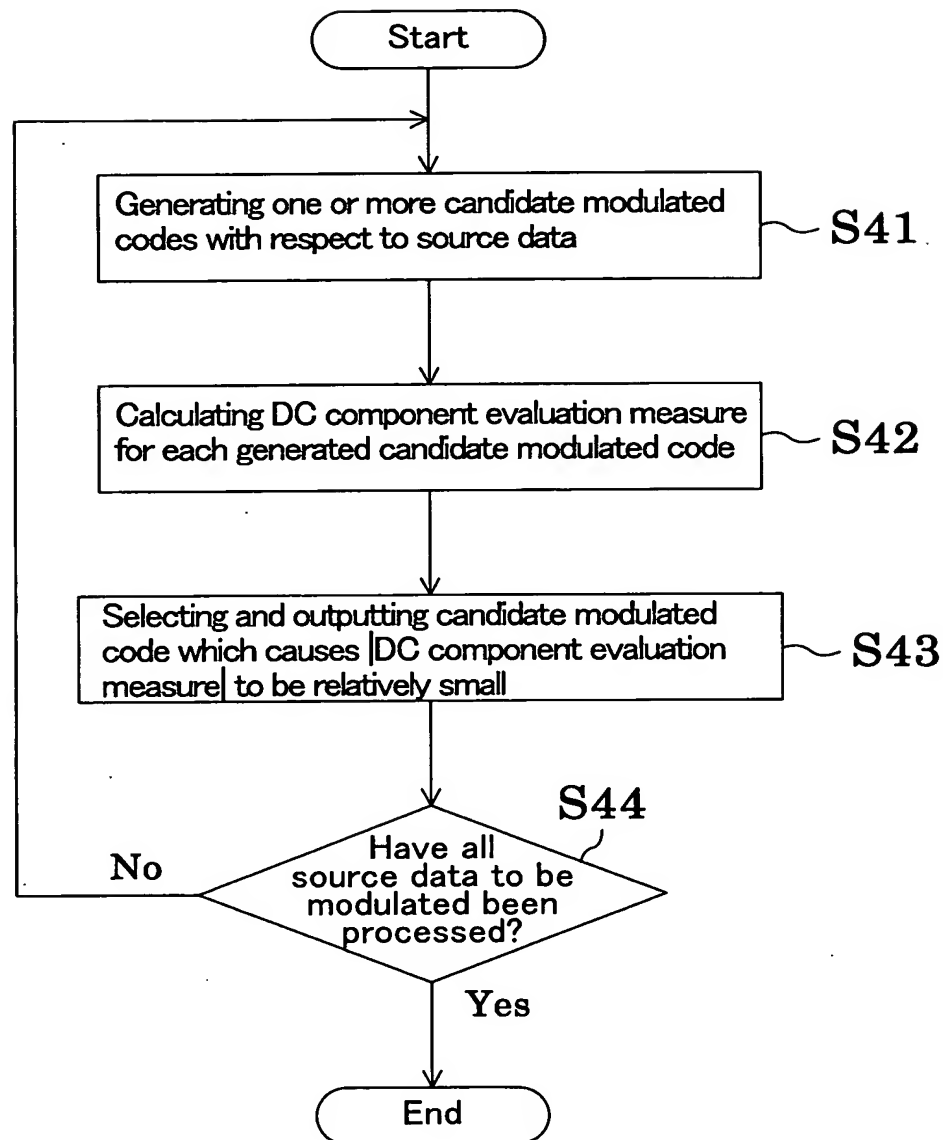 Start
Generating one or more candidate modulated
codes with respect to source data
S41
Calculating DC component evaluation measure
for each generated candidate modulated code
S42
Selecting and outputting candidate modulated
code which causes |DC component evaluation
measure| to be relatively small
S43
S44
Have all
source data to be
modulated been
processed?
No
Yes
End